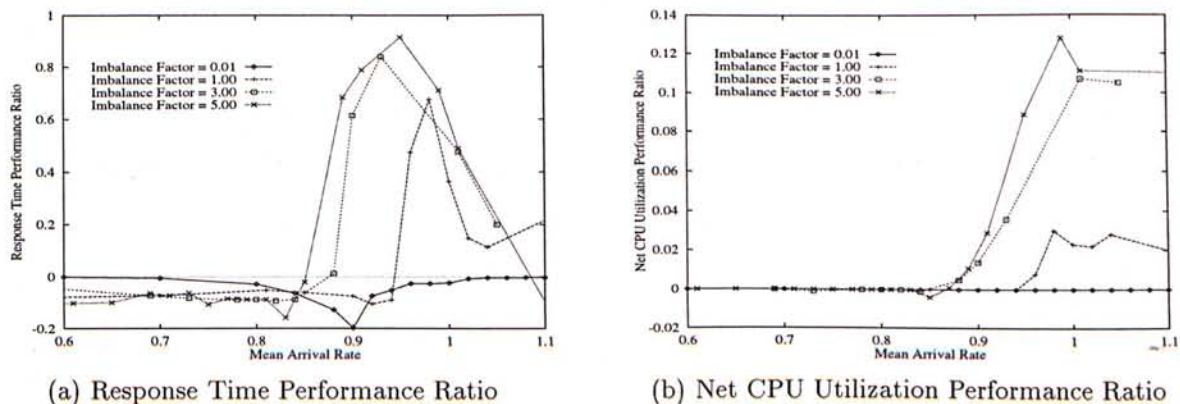 Response Time Performance Ratio
1
0.8
0.6
0.4
0.2
0
-0.2
0.6
0.7
0.8
0.9
1
1.1
Mean Arrival Rate
Imbalance Factor = 0.01
Imbalance Factor = 1.00
Imbalance Factor = 3.00
Imbalance Factor = 5.00
(a) Response Time Performance Ratio
Net CPU Utilization Performance Ratio
0.14
0.12
0.1
0.08
0.06
0.04
0.02
0
-0.02
0.6
0.7
0.8
0.9
1
1.1
Mean Arrival Rate
Imbalance Factor = 0.01
Imbalance Factor = 1.00
Imbalance Factor = 3.00
Imbalance Factor = 5.00
(b) Net CPU Utilization Performance Ratio